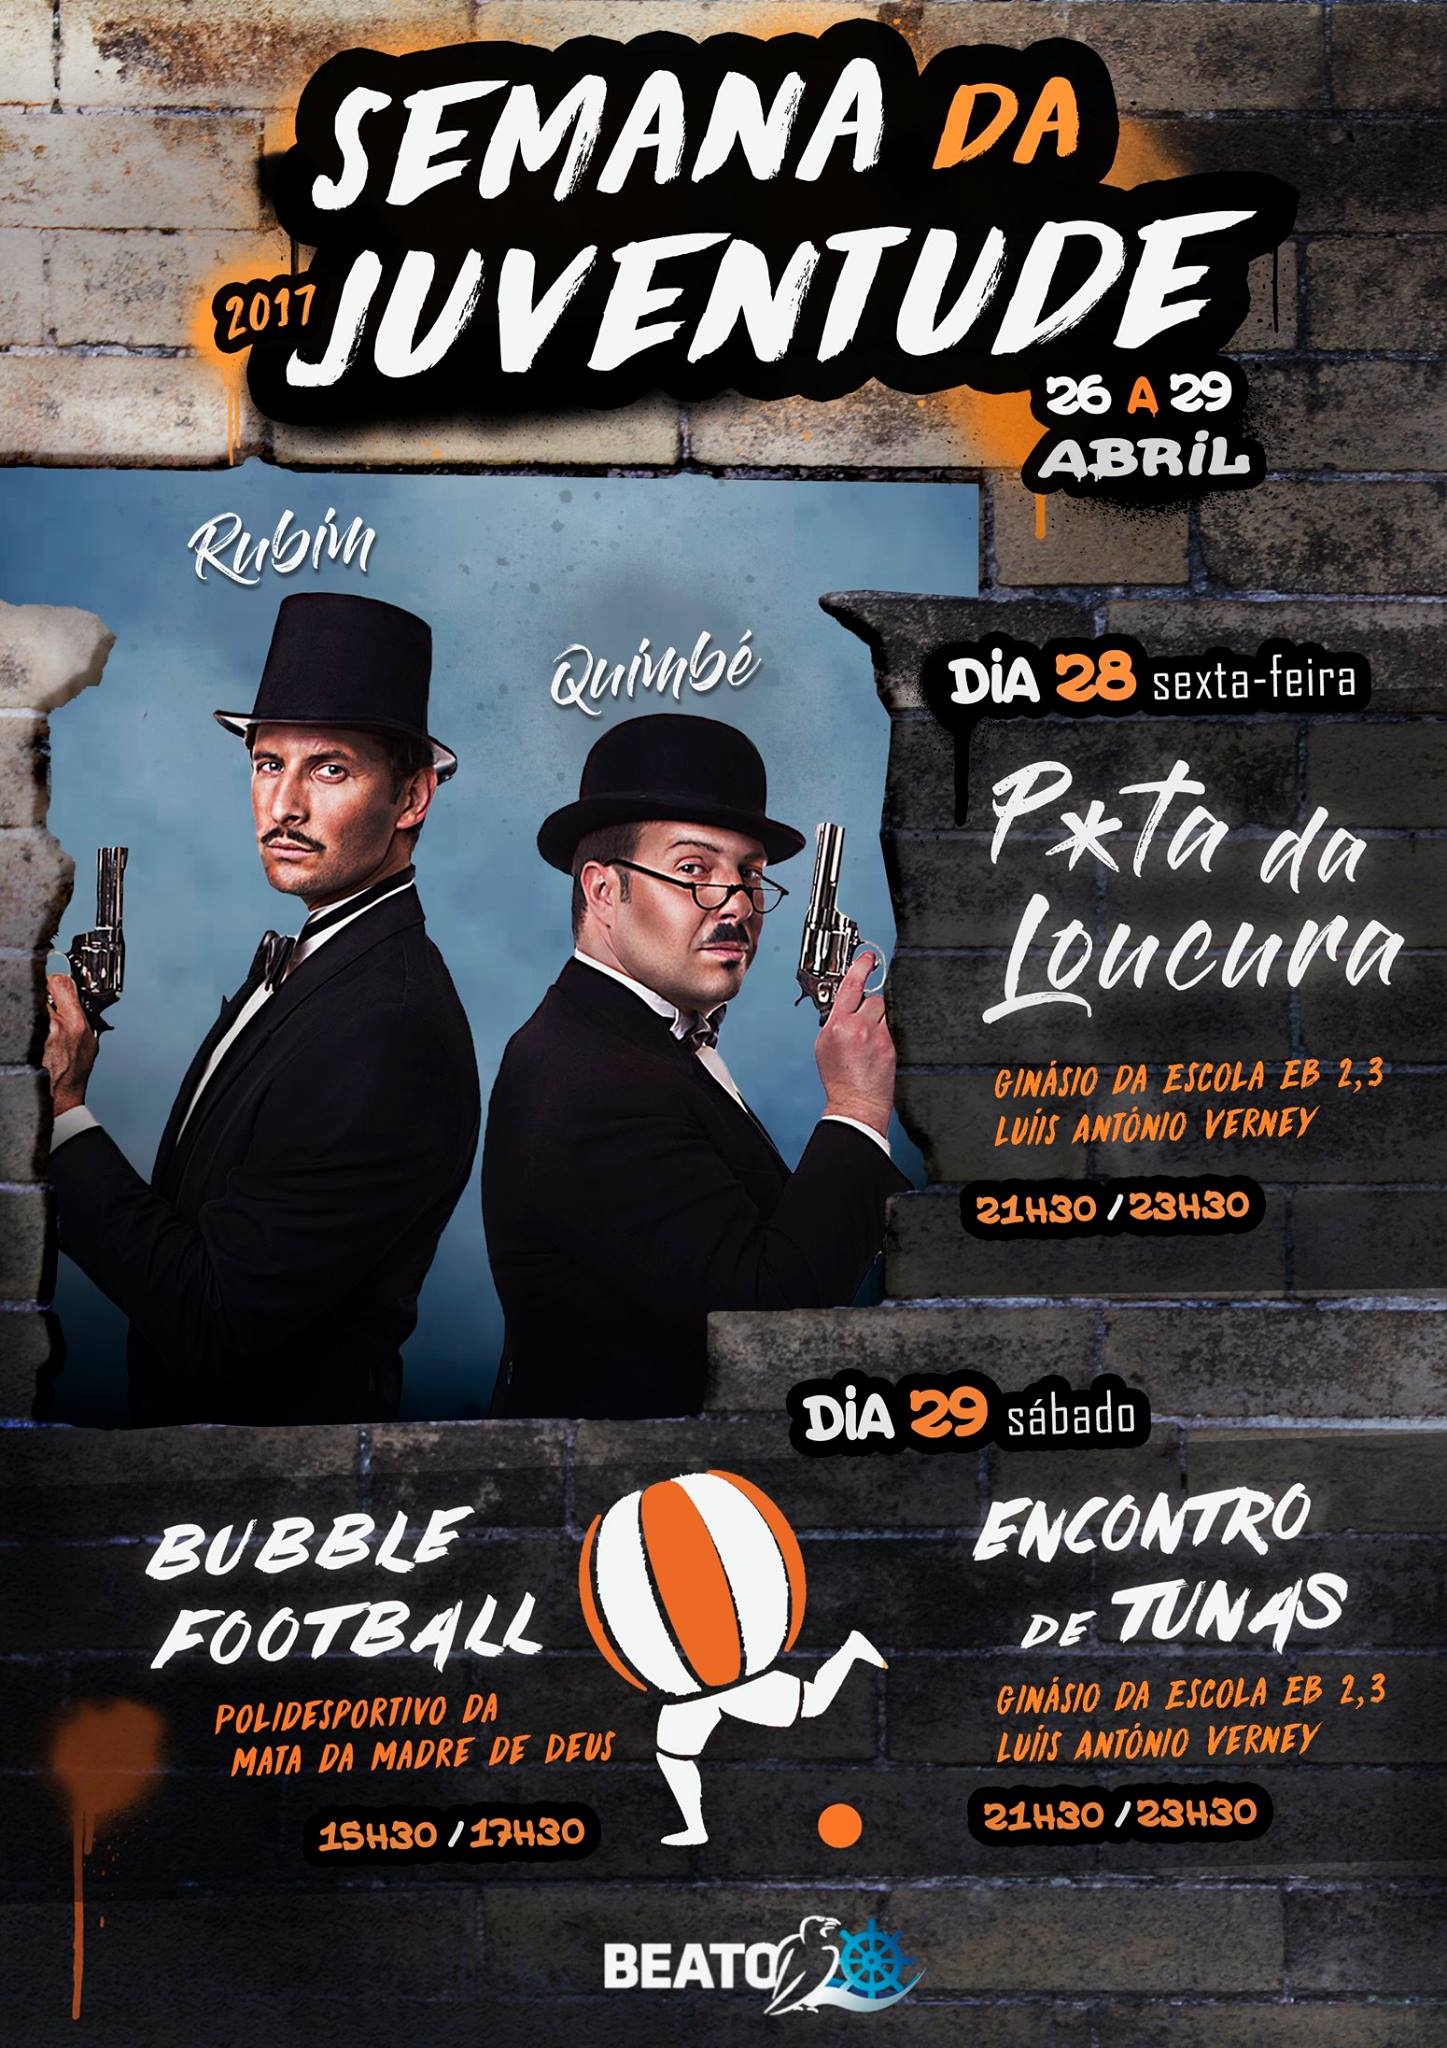 SEMANA DA
2017 JUVENTUDE
26 A 29
ABRIL
Rubim
Quimbé
DIA 28 sexta-feira
P*ta da
Loucura
GINÁSIO DA ESCOLA EB 2,3
LUÍIS ANTÓNIO VERNEY
21H30 / 23H30
DIA 29 sábado
BUBBLE
FOOTBALL
POLIDESPORTIVO DA
MATA DA MADRE DE DEUS
15H30 / 17H30
ENCONTRO
DE TUNAS
GINÁSIO DA ESCOLA EB 2,3
LUÍIS ANTÓNIO VERNEY
21H30 / 23H30
BEATO